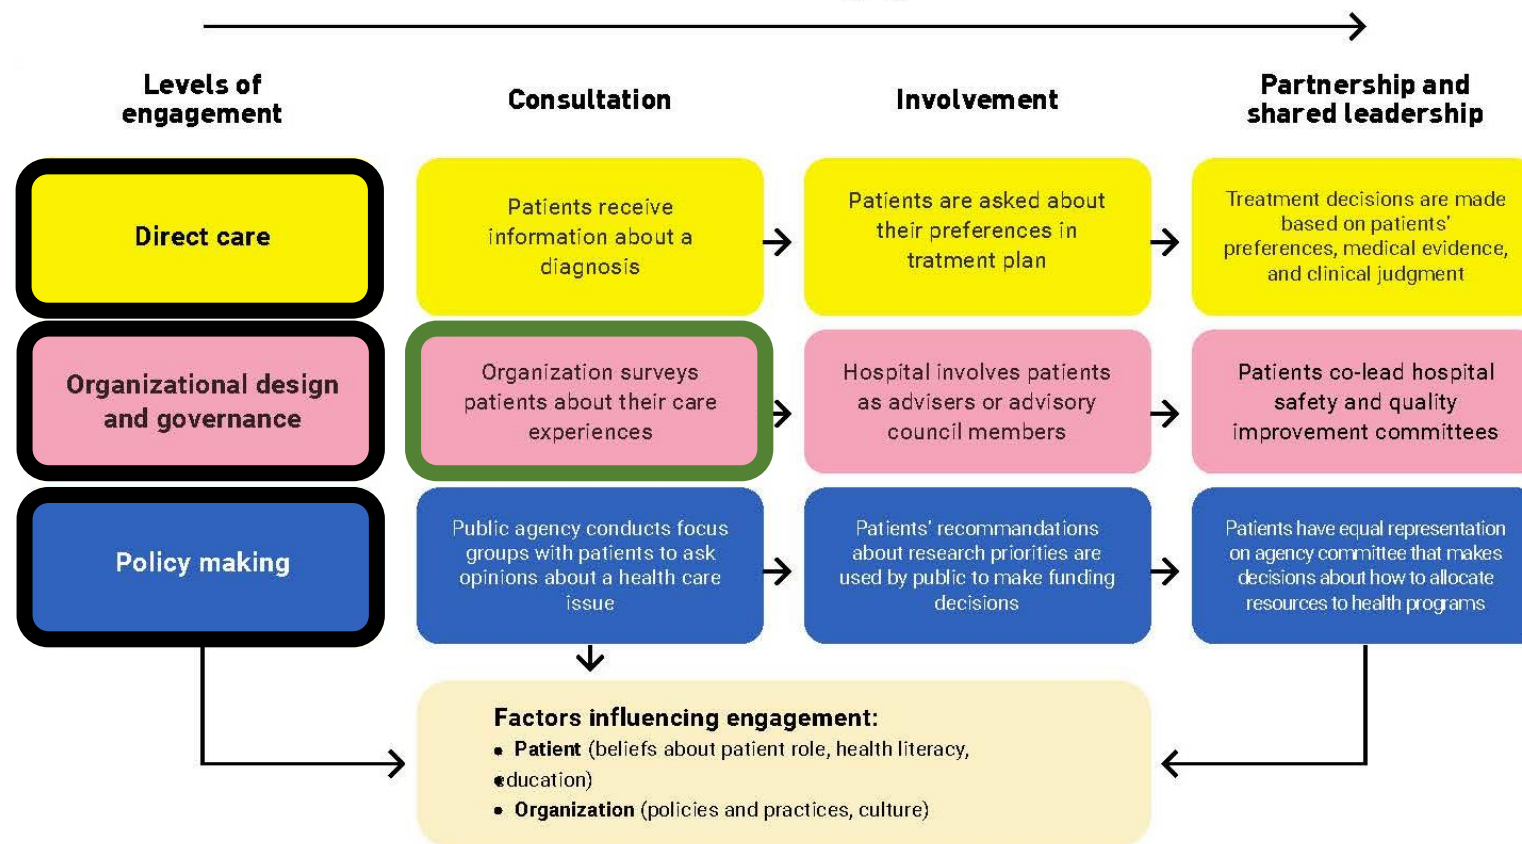 Levels of
engagement
Consultation
Involvement
Partnership and
shared leadership
Direct care
Patients receive
information about a
diagnosis
Patients are asked about
their preferences in
tratment plan
Treatment decisions are made
based on patients'
preferences, medical evidence,
and clinical judgment
Organizational design
and governance
Organization surveys
patients about their care
experiences
Hospital involves patients
as advisers or advisory
council members
Patients co-lead hospital
safety and quality
improvement committees
Policy making
Public agency conducts focus
groups with patients to ask
opinions about a health care
issue
Patients' recommandations
about research priorities are
used by public to make funding
decisions
Patients have equal representation
on agency committee that makes
decisions about how to allocate
resources to health programs
Factors influencing engagement:
• Patient (beliefs about patient role, health literacy,
education)
• Organization (policies and practices, culture)